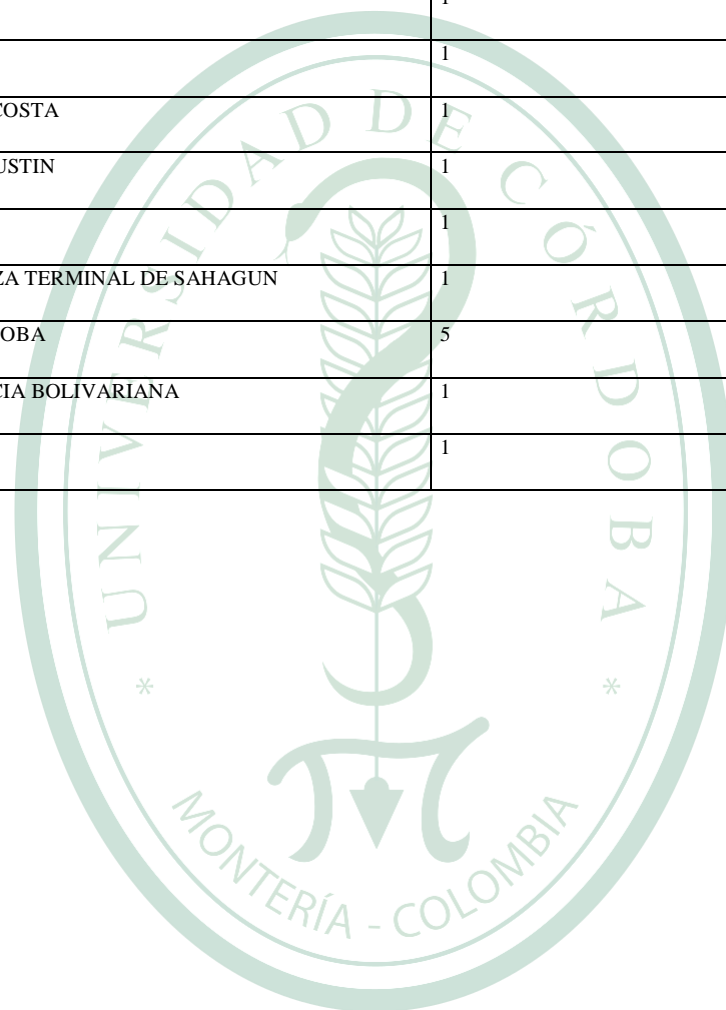 1
1
COSTA 1
USTIN 1
1
ZA TERMINAL DE SAHAGUN 1
OBA 5
CIA BOLIVARIANA 1
1
UNIVERSIDAD DE CÓRDOBA
* *
MONTERÍA - COLOMBIA